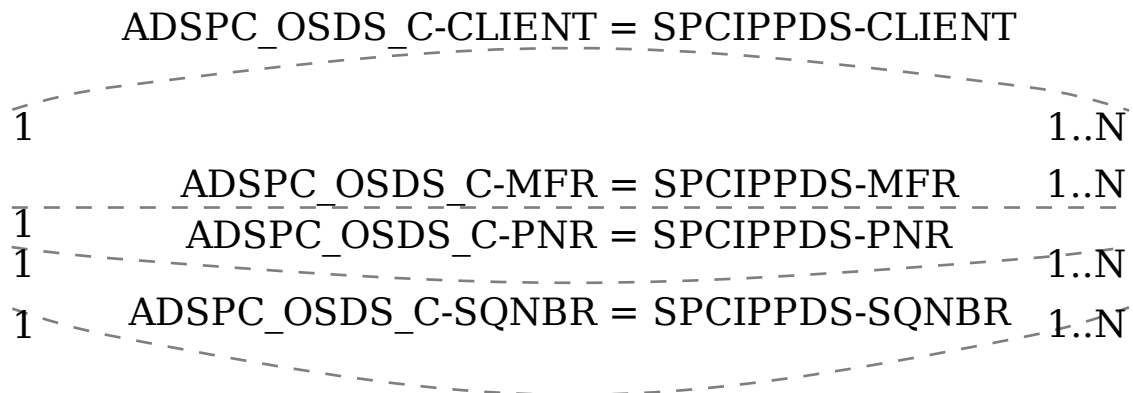 ADSPC_OSDS_C-CLIENT = SPCIPPDS-CLIENT
1 1..N
ADSPC_OSDS_C-MFR = SPCIPPDS-MFR 1..N
1
ADSPC_OSDS_C-PNR = SPCIPPDS-PNR
1 1..N
ADSPC_OSDS_C-SQNBR = SPCIPPDS-SQNBR
1 1..N